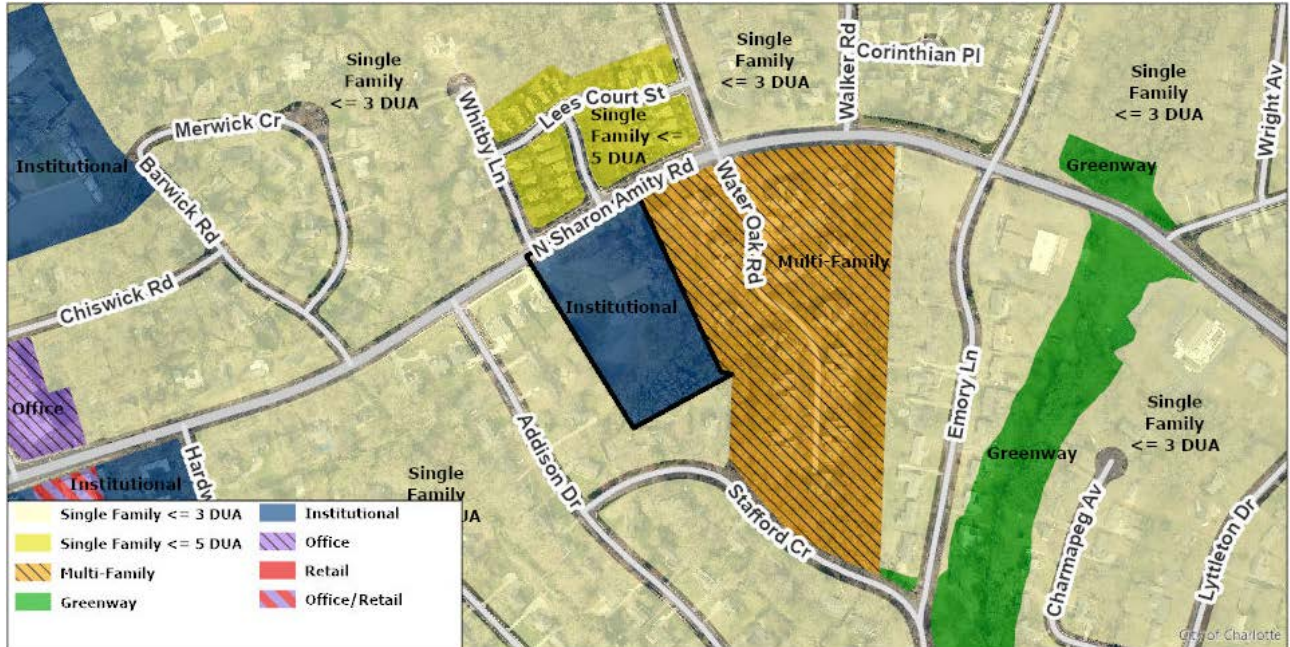 Single
Family
<= 3 DUA
Single
Family
<= 3 DUA
Walker Rd
Corinthian Pl
Single
Family
<= 3 DUA
Wright Av
Merwick Cr
Whitby Ln
Lees Court St
Single
Family <=
5 DUA
Institutional
Barwick Rd
N Sharon Amity Rd
Water Oak Rd
Greenway
Multi-Family
Chiswick Rd
Institutional
Emory Ln
Office
Addison Dr
Single
Family
<= 3 DUA
Greenway
Hardw
Institutional
Single
Family
UA
Stafford Cr
Charmapeg Av
Lyttleton Dr
Single Family <= 3 DUA
Single Family <= 5 DUA
Multi-Family
Greenway
Institutional
Office
Retail
Office/Retail
City of Charlotte